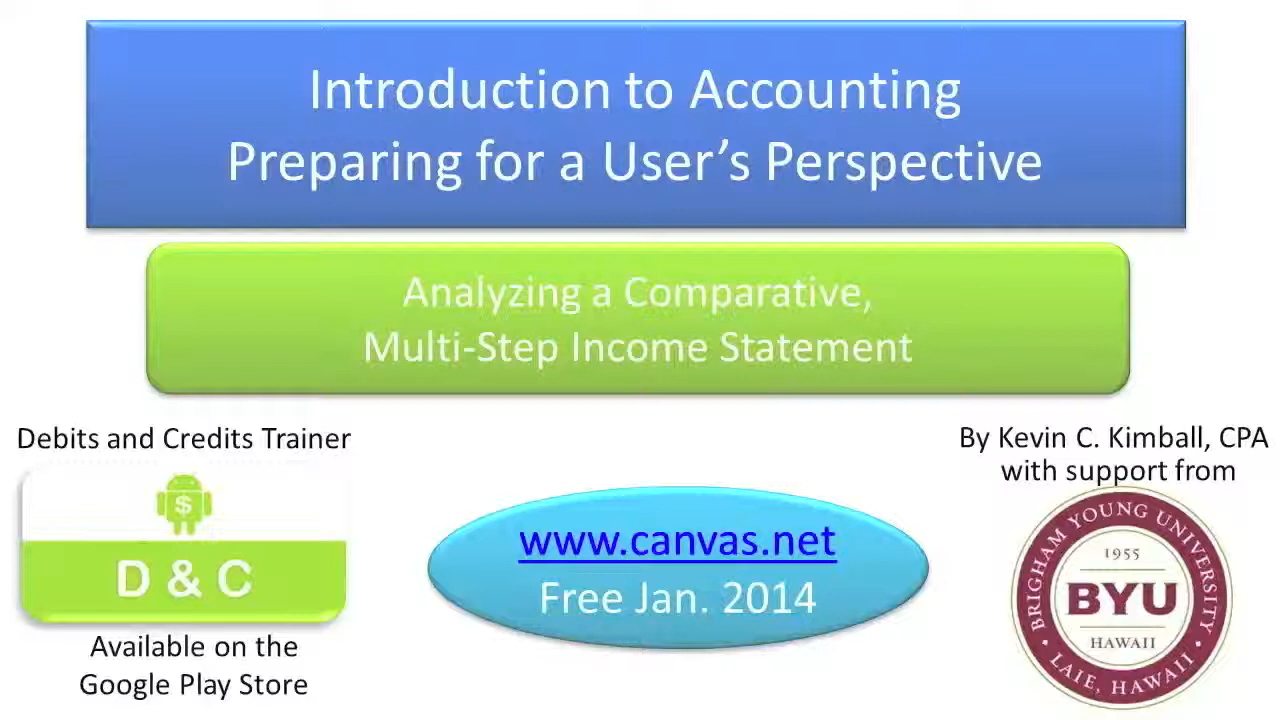 Introduction to Accounting
Preparing for a User’s Perspective
Analyzing a Comparative,
Multi-Step Income Statement
Debits and Credits Trainer
$
D & C
Available on the
Google Play Store
www.canvas.net
Free Jan. 2014
By Kevin C. Kimball, CPA
with support from
BRIGHAM YOUNG UNIVERSITY
1955
BYU
HAWAII
• LAIE, HAWAII •